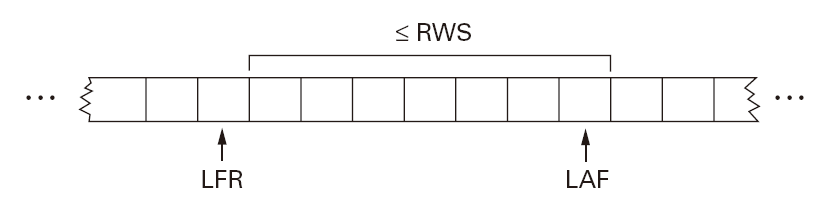 ≤ RWS
··· ···
LFR LAF